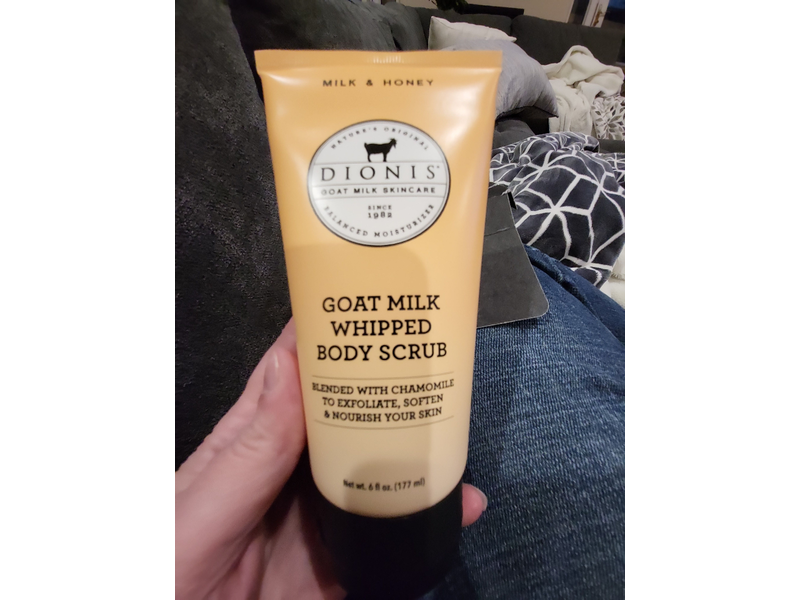 MILK & HONEY
NATURE'S ORIGINAL
DIONIS
GOAT MILK SKINCARE
SINCE
1982
BALANCED MOISTURIZER
GOAT MILK
WHIPPED
BODY SCRUB
BLENDED WITH CHAMOMILE
TO EXFOLIATE, SOFTEN
& NOURISH YOUR SKIN
Net wt. 6 fl oz. (177 ml)